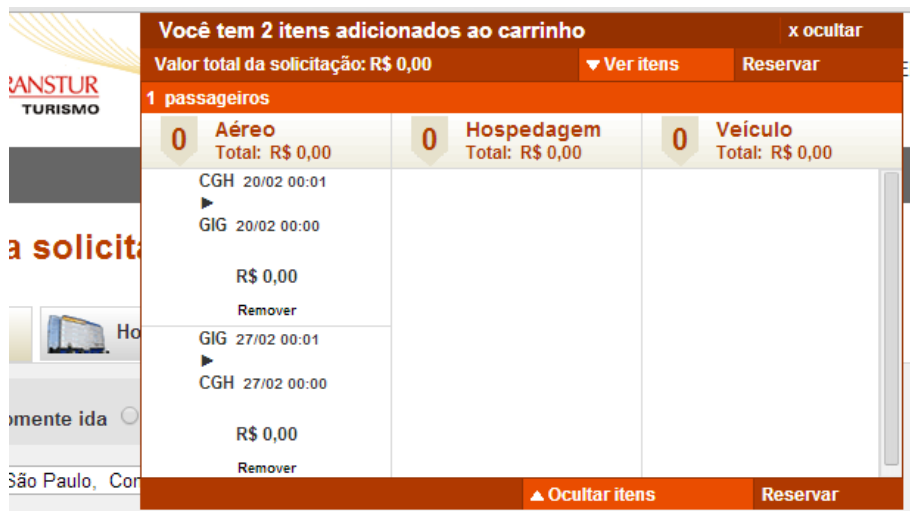 Você tem 2 itens adicionados ao carrinho
x ocultar
Valor total da solicitação: R$ 0,00
▼ Ver itens
Reservar
RANSTUR
TURISMO
1 passageiros
0 Aéreo
Total: R$ 0,00
0 Hospedagem
Total: R$ 0,00
0 Veículo
Total: R$ 0,00
CGH 20/02 00:01
►
GIG 20/02 00:00
R$ 0,00
Remover
GIG 27/02 00:01
►
CGH 27/02 00:00
R$ 0,00
Remover
a solicita
Ho
omente ida
São Paulo, Con
▲ Ocultar itens
Reservar